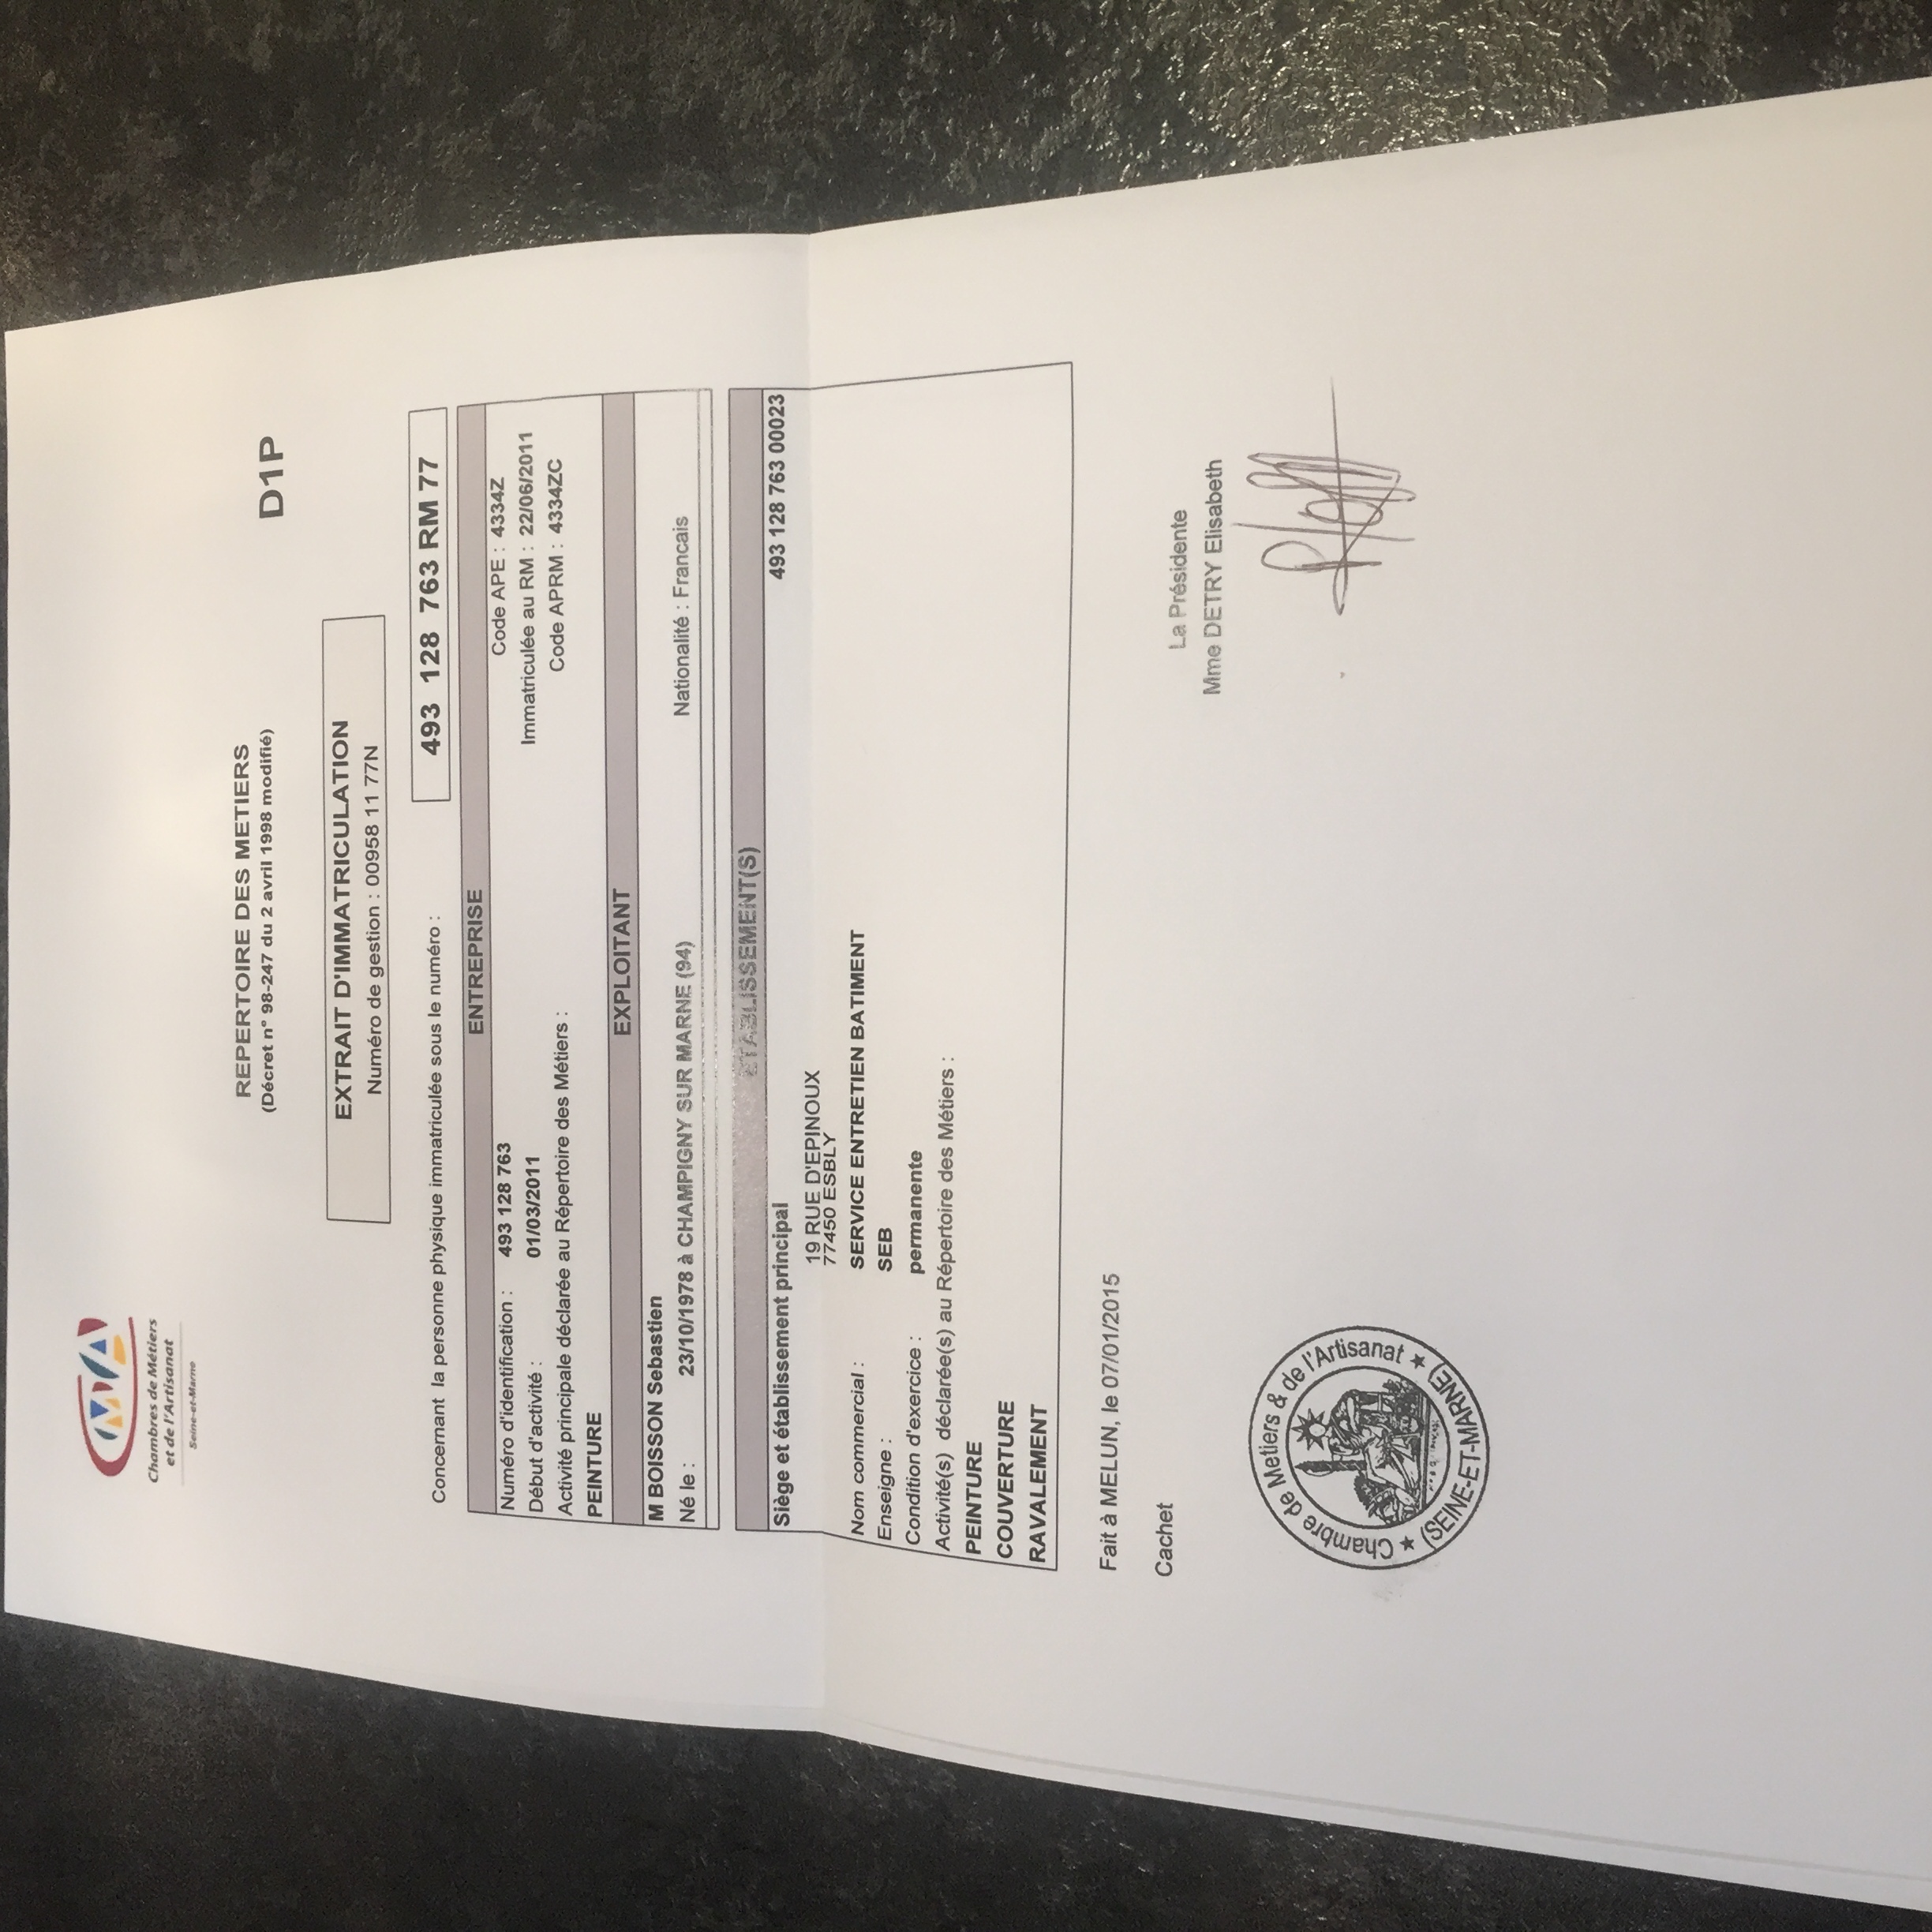 Chambres de Métiers
et de l'Artisanat
Seine-et-Marne
REPERTOIRE DES METIERS
(Décret n° 98-247 du 2 avril 1998 modifié)
D1P
EXTRAIT D'IMMATRICULATION
Numéro de gestion : 00958 11 77N
Concernant la personne physique immatriculée sous le numéro : 493 128 763 RM 77
ENTREPRISE
Numéro d'identification : 493 128 763 Code APE : 4334Z
Début d'activité : 01/03/2011 Immatriculée au RM : 22/06/2011
Activité principale déclarée au Répertoire des Métiers : Code APRM : 4334ZC
PEINTURE
EXPLOITANT
M BOISSON Sebastien
Né le : 23/10/1978 à CHAMPIGNY SUR MARNE (94) Nationalité : Francais
ETABLISSEMENT(S)
Siège et établissement principal 493 128 763 00023
19 RUE D'EPINOUX
77450 ESBLY
Nom commercial : SERVICE ENTRETIEN BATIMENT
Enseigne : SEB
Condition d'exercice : permanente
Activité(s) déclarée(s) au Répertoire des Métiers :
PEINTURE
COUVERTURE
RAVALEMENT
Fait à MELUN, le 07/01/2015
Cachet
La Présidente
Mme DETRY Elisabeth
Chambre de Metiers & de l'Artisanat
(SEINE-ET-MARNE)